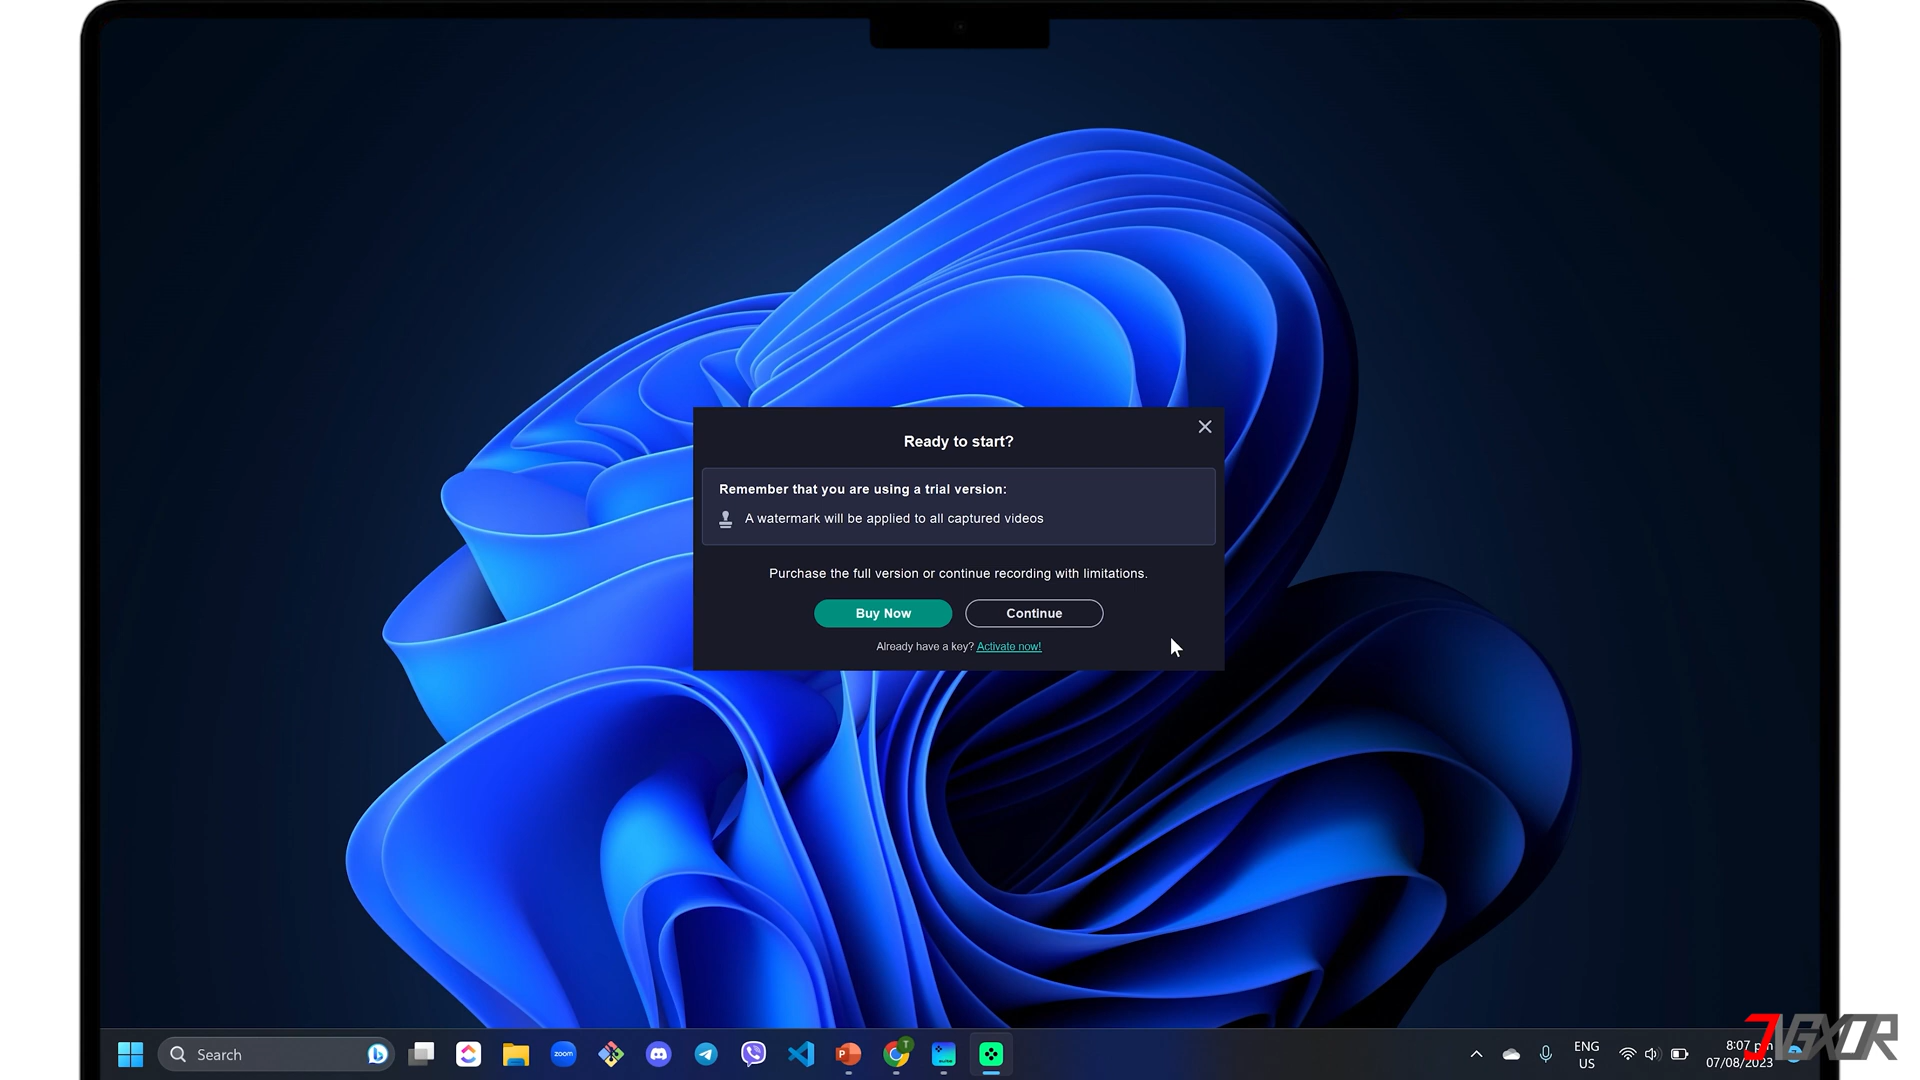 Ready to start?
Remember that you are using a trial version:
A watermark will be applied to all captured videos
Purchase the full version or continue recording with limitations.
Buy Now
Continue
Already have a key? Activate now!
Search
zoom
P
T
ENG
US
8:07
07/08/2023
JVGXOR